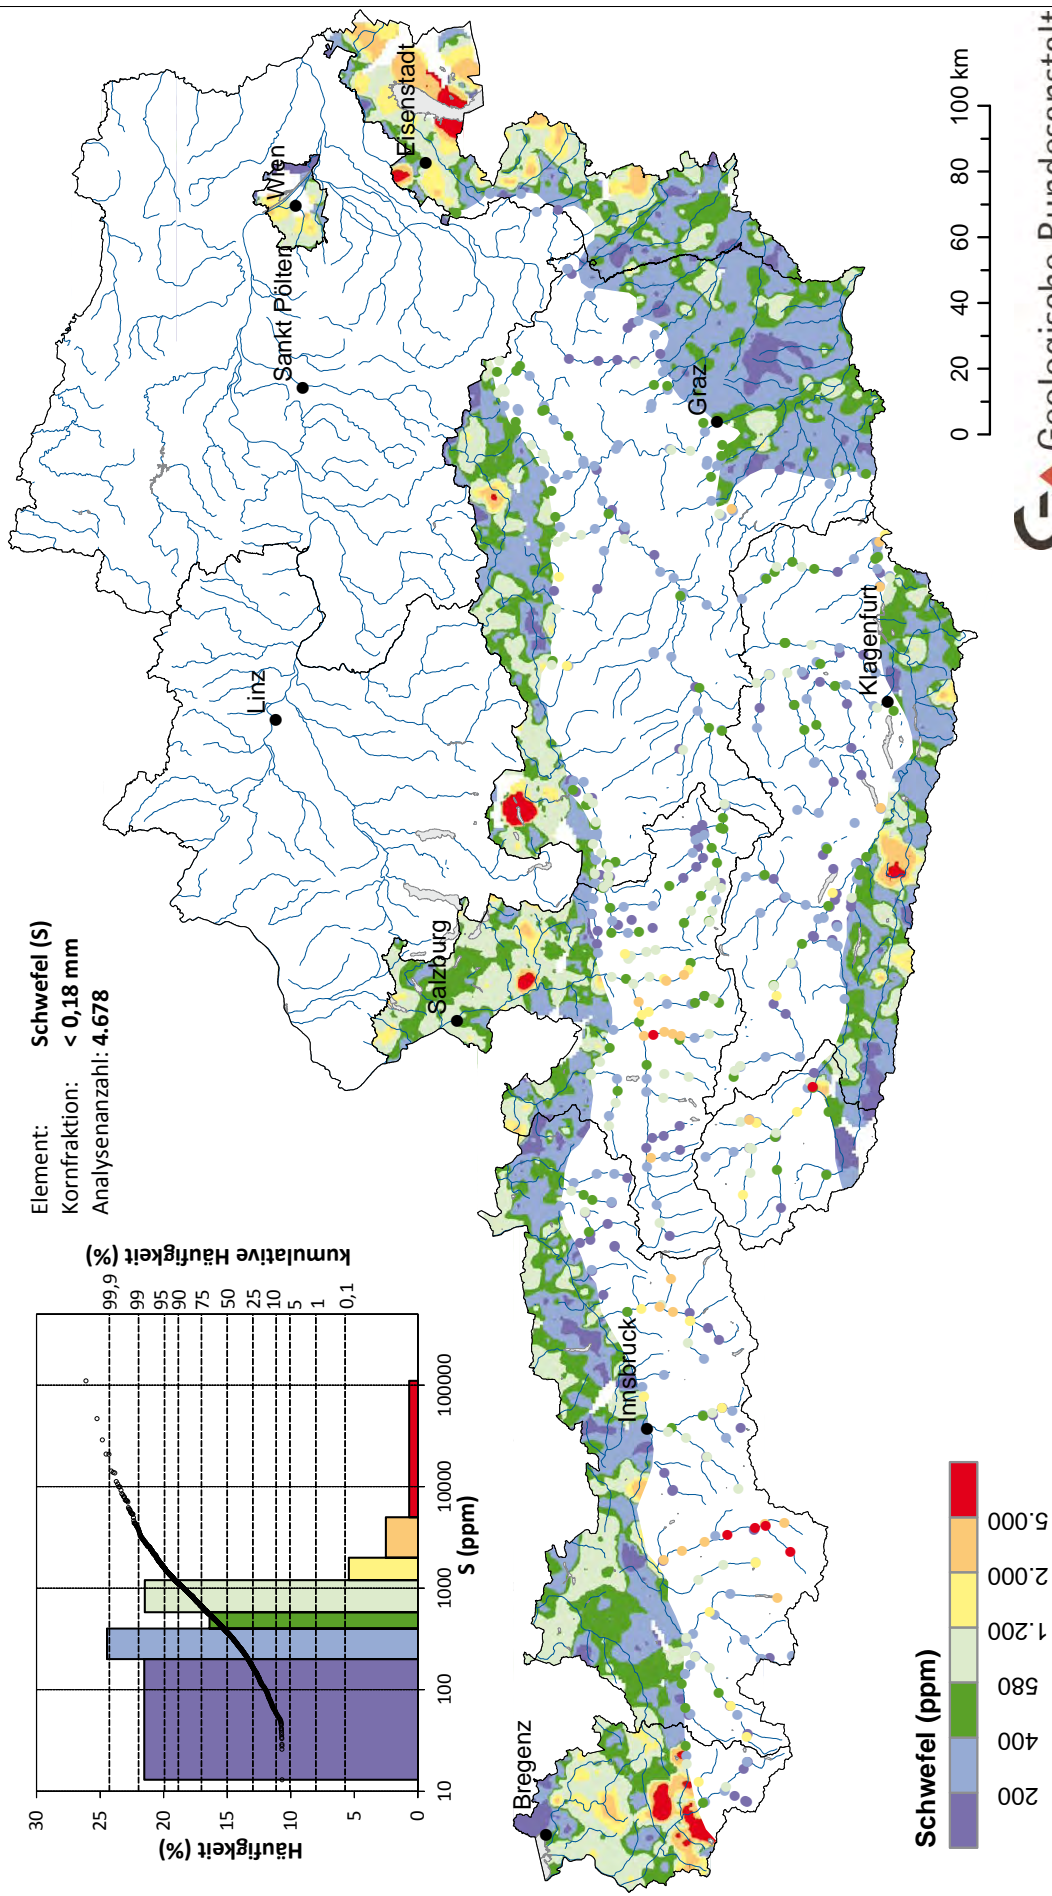 Element: Schwefel (S)
Kornfraktion: < 0,18 mm
Analysenanzahl: 4.678
Häufigkeit (%)
30
25
20
15
10
5
0
kumulative Häufigkeit (%)
99,9
99
95
90
75
50
25
10
5
1
0,1
10
100
1000
10000
100000
S (ppm)
Bregenz
Innsbruck
Salzburg
Linz
Sankt Pölten
Wien
Eisenstadt
Graz
Klagenfurt
Schwefel (ppm)
200
400
580
1.200
2.000
5.000
0 20 40 60 80 100 km
Geologische Bundesanstalt